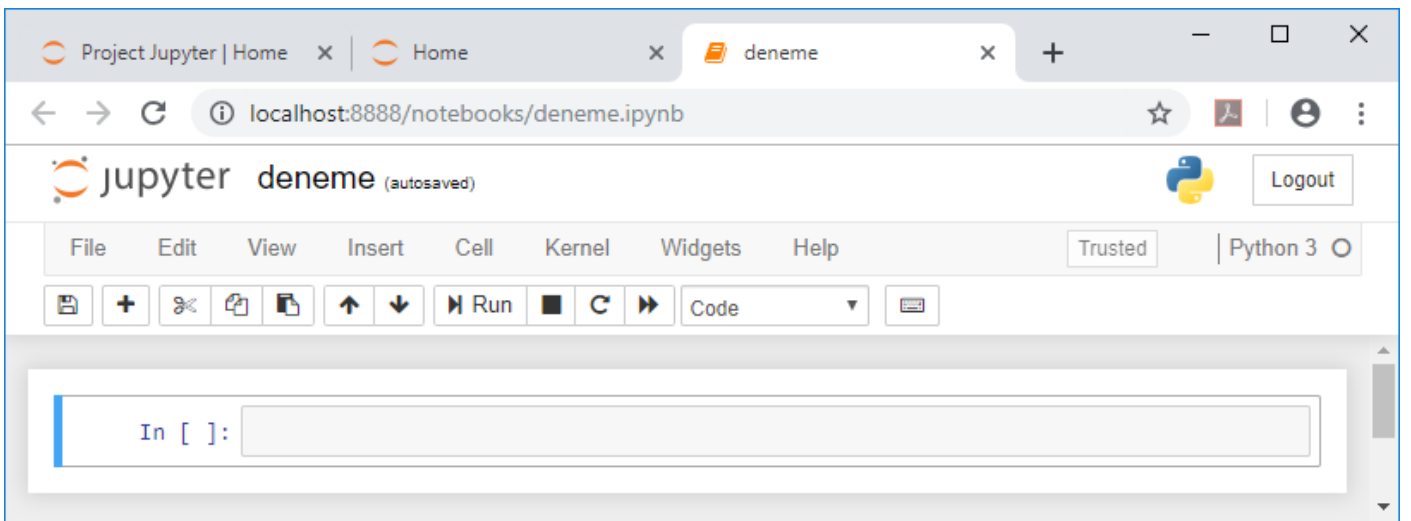 Project Jupyter | Home Home deneme
localhost:8888/notebooks/deneme.ipynb
jupyter deneme (autosaved) Logout
File Edit View Insert Cell Kernel Widgets Help Trusted Python 3
Run Code
In [ ]: